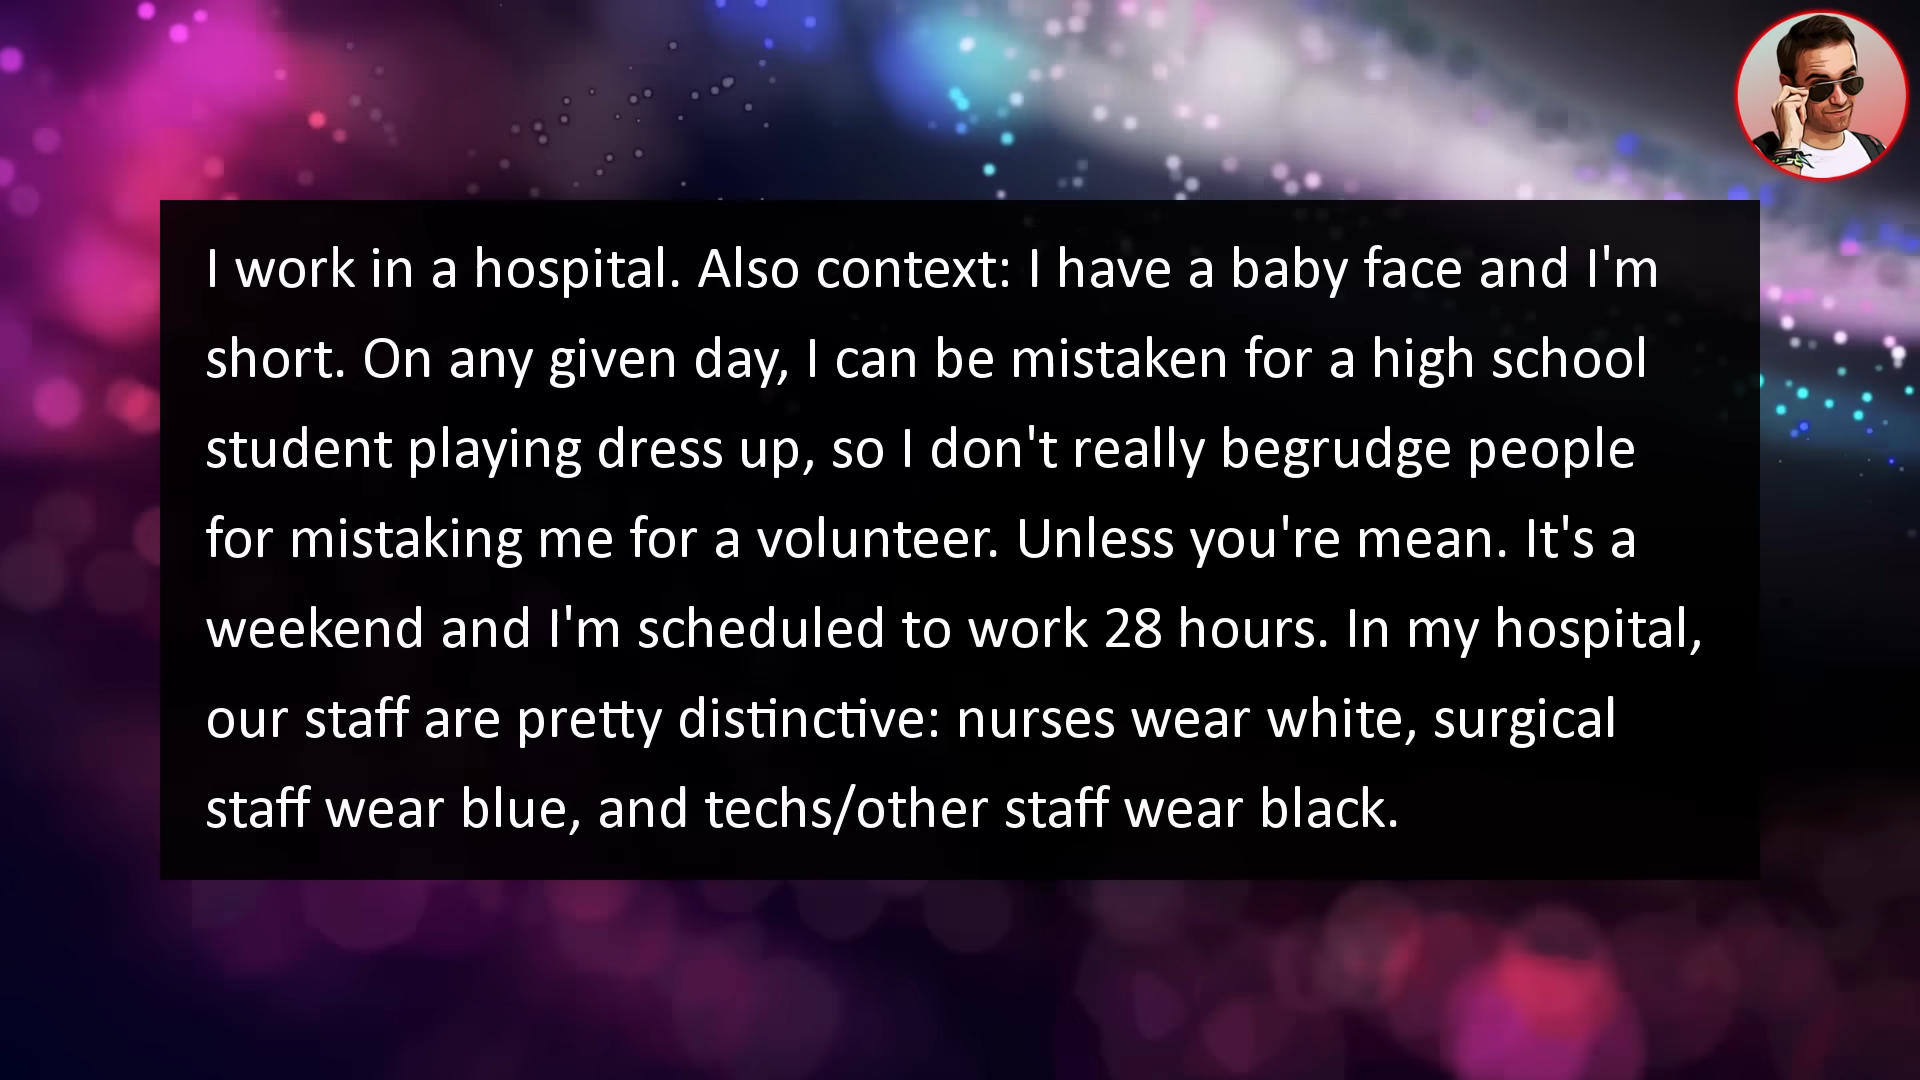 I work in a hospital. Also context: I have a baby face and I'm
short. On any given day, I can be mistaken for a high school
student playing dress up, so I don't really begrudge people
for mistaking me for a volunteer. Unless you're mean. It's a
weekend and I'm scheduled to work 28 hours. In my hospital,
our staff are pretty distinctive: nurses wear white, surgical
staff wear blue, and techs/other staff wear black.